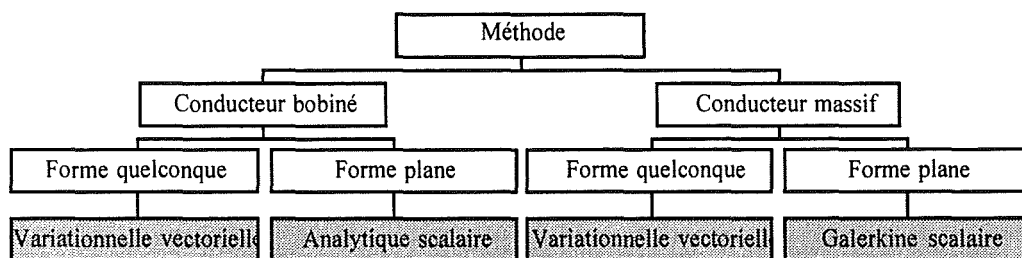 Méthode
Conducteur bobiné
Conducteur massif
Forme quelconque
Forme plane
Forme quelconque
Forme plane
Variationnelle vectorielle
Analytique scalaire
Variationnelle vectorielle
Galerkine scalaire